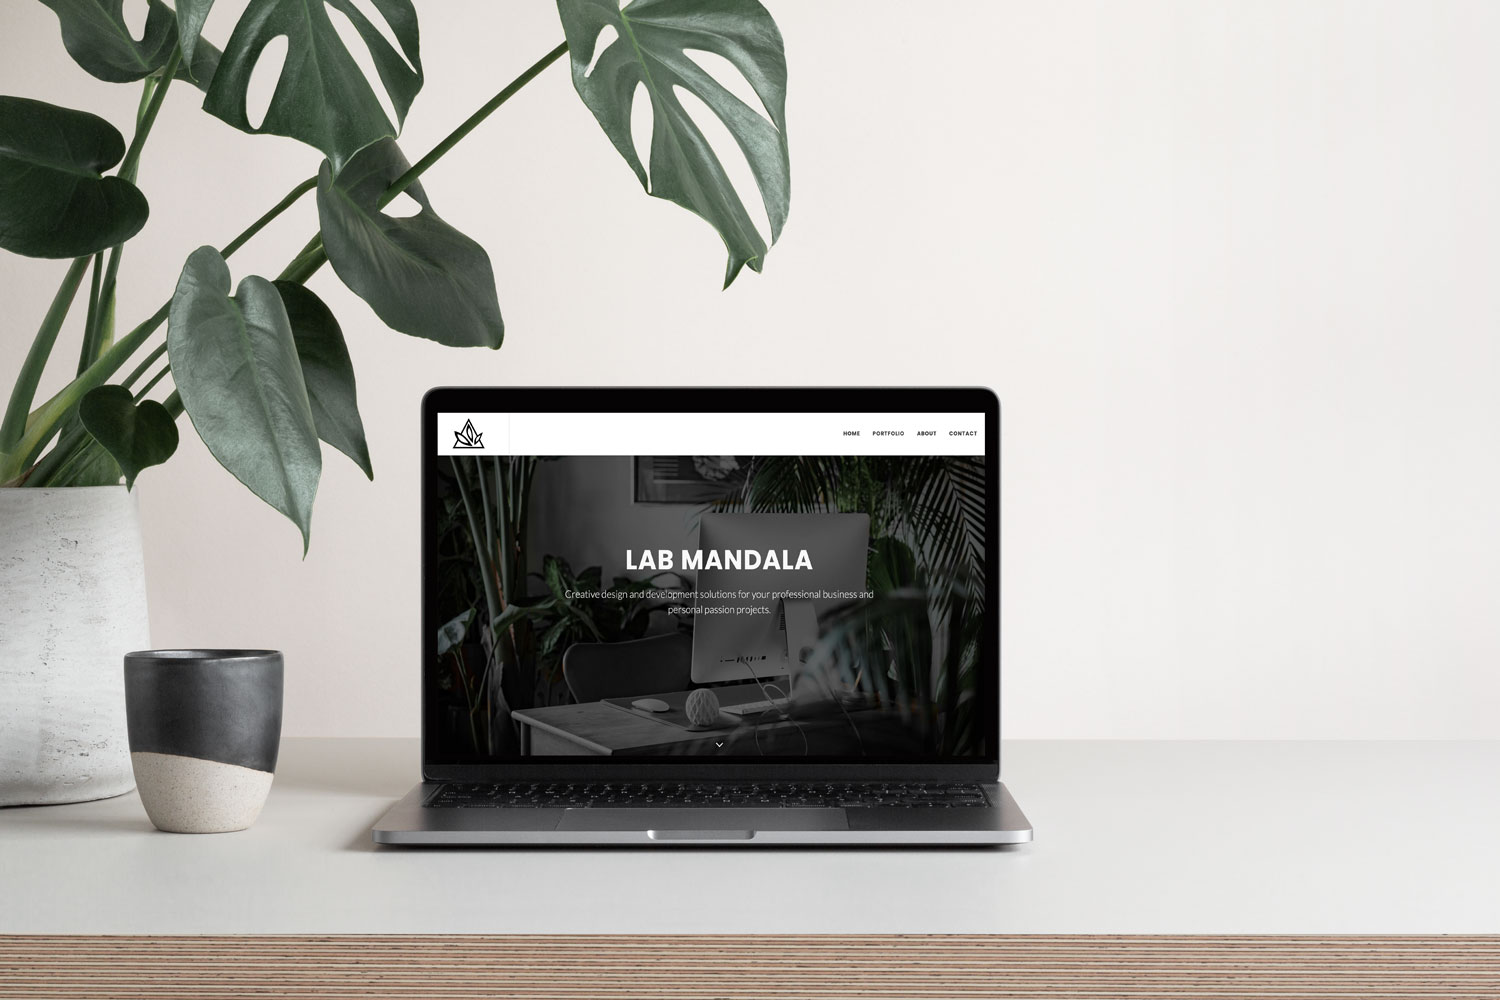 HOME PORTFOLIO ABOUT CONTACT
LAB MANDALA
Creative design and development solutions for your professional business and
personal passion projects.